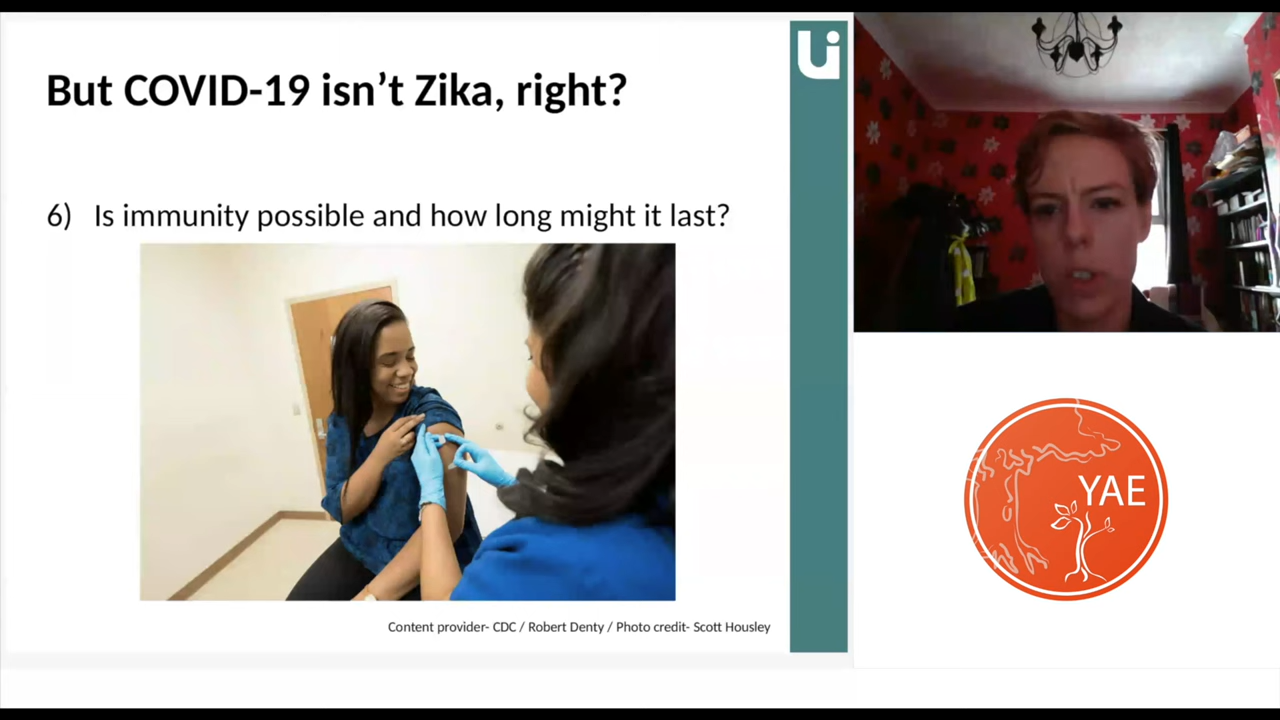 But COVID-19 isn’t Zika, right?
6) Is immunity possible and how long might it last?
Content provider- CDC / Robert Denty / Photo credit- Scott Housley
Ui
YAE